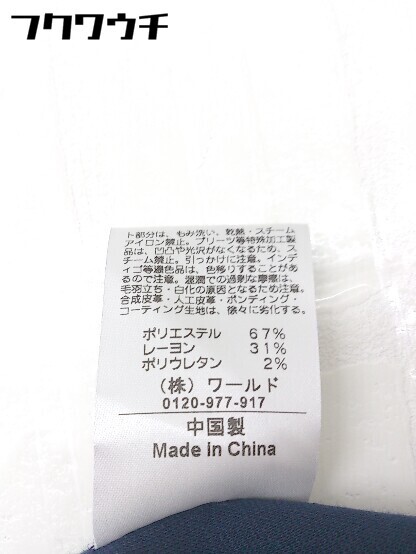 フクワウチ
ト部分は、もみ洗い。乾熱・スチーム
アイロン禁止。プリーツ等特殊加工製
品は、凹凸や光沢がなくなるため、ス
チーム禁止。引っかけに注意。インデ
ィゴ等濃色品は、色移りすることがあ
るので注意。湿潤での過剰な摩擦は、
毛羽立ち・白化の原因となるため注意。
合成皮革・人工皮革・ボンディング・
コーティング生地は、徐々に劣化する。
ポリエステル 67%
レーヨン 31%
ポリウレタン 2%
（株）ワールド
0120-977-917
中国製
Made in China